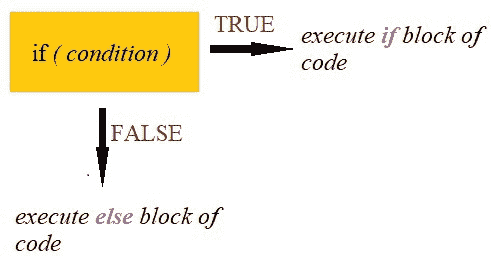 if ( condition )
TRUE
execute if block of
code
FALSE
execute else block of
code